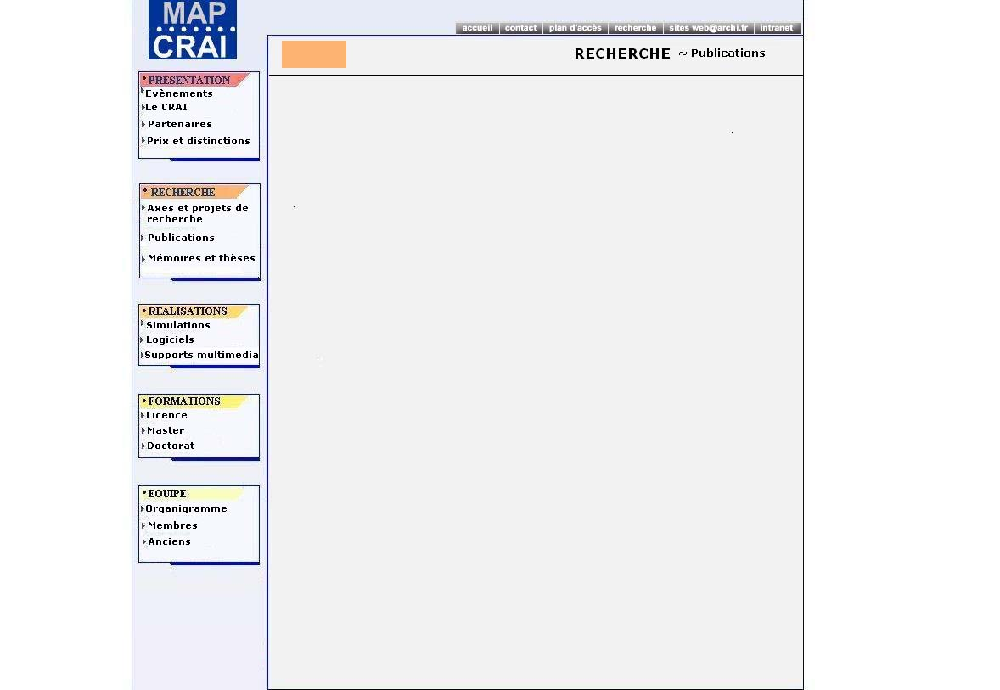 MAP
CRAI
accueil contact plan d'accès recherche sites web@archi.fr intranet
RECHERCHE ~ Publications
• PRESENTATION
Evènements
Le CRAI
Partenaires
Prix et distinctions
• RECHERCHE
Axes et projets de
recherche
Publications
Mémoires et thèses
• REALISATIONS
Simulations
Logiciels
Supports multimedia
• FORMATIONS
Licence
Master
Doctorat
• EQUIPE
Organigramme
Membres
Anciens